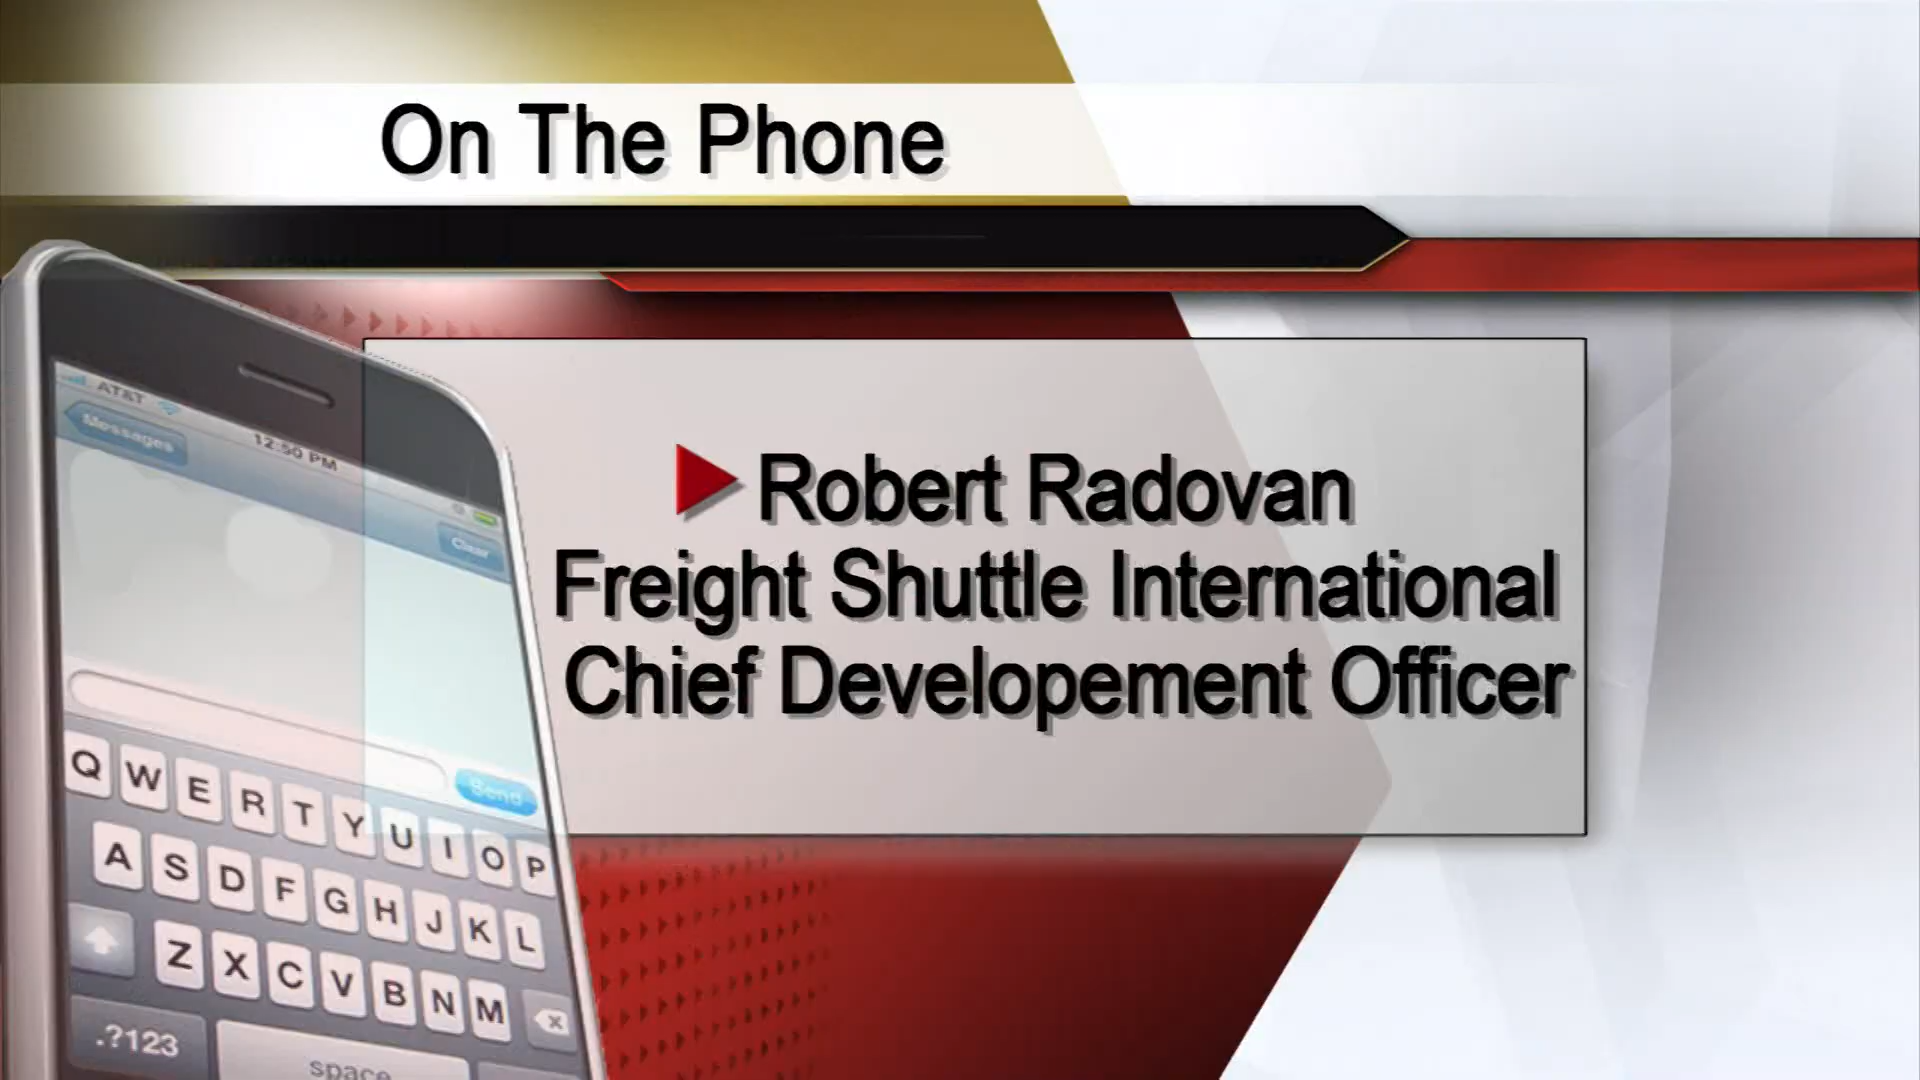 On The Phone
Robert Radovan
Freight Shuttle International
Chief Developement Officer
AT&T
12:50 PM
Messages
Clear
Send
Q W E R T Y U I O P
A S D F G H J K L
Z X C V B N M
.?123
space